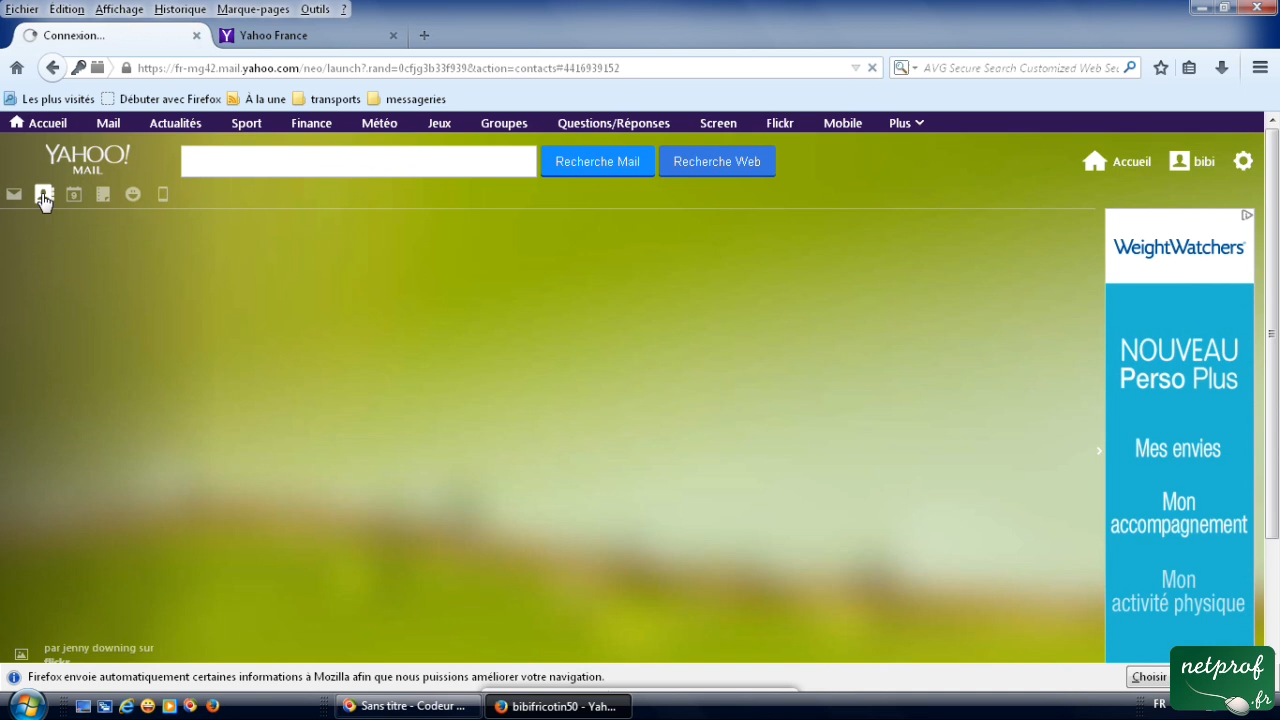 Fichier Édition Affichage Historique Marque-pages Outils ?
Connexion... Yahoo France
https://fr-mg42.mail.yahoo.com/neo/launch?.rand=0cfjg3b33f939&action=contacts#4416939152
AVG Secure Search Customized Web Sec
Les plus visités Débuter avec Firefox À la une transports messageries
Accueil Mail Actualités Sport Finance Météo Jeux Groupes Questions/Réponses Screen Flickr Mobile Plus
YAHOO!
MAIL
Recherche Mail Recherche Web
Accueil bibi
9
WeightWatchers
NOUVEAU
Perso Plus
Mes envies
Mon
accompagnement
Mon
activité physique
par jenny downing sur
flickr
Firefox envoie automatiquement certaines informations à Mozilla afin que nous puissions améliorer votre navigation.
Choisir
netprof
.fr
Sans titre - Codeur ...
bibifricotin50 - Yah...
FR